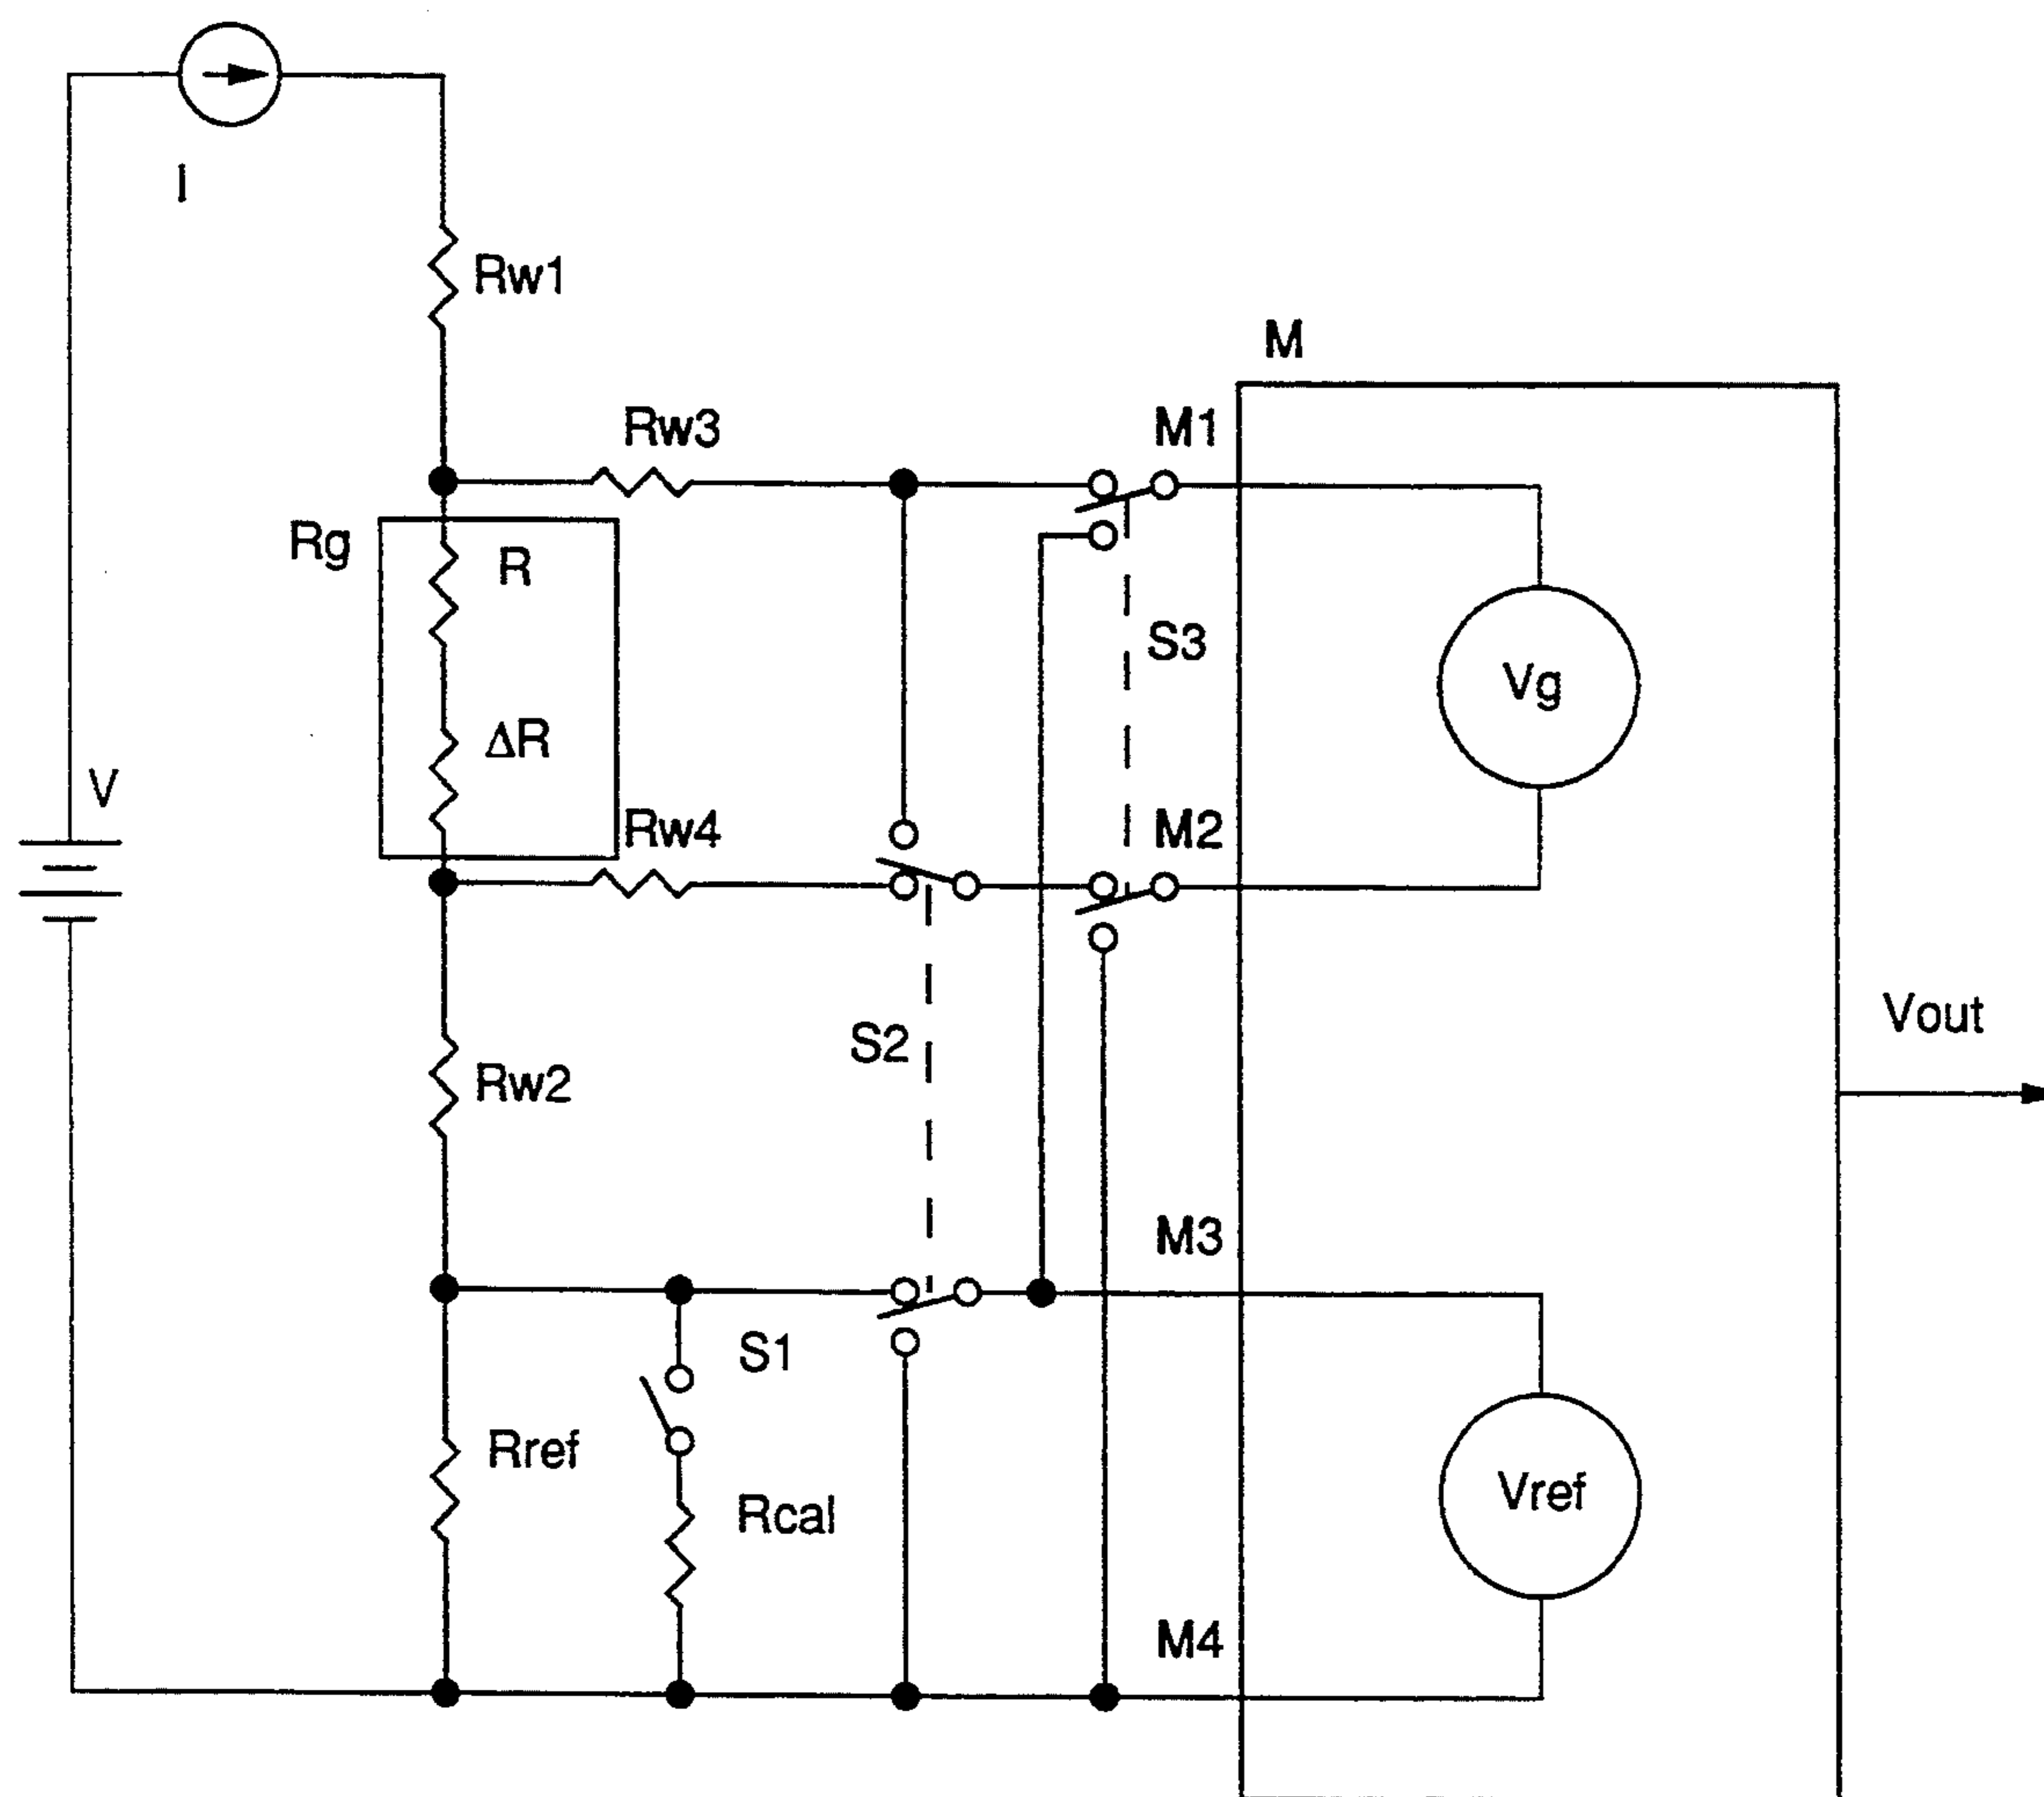 I
Rw1
M
Rw3
M1
Rg
R
S3
Vg
ΔR
V
Rw4
M2
Vout
S2
Rw2
M3
S1
Rref
Vref
Rcal
M4